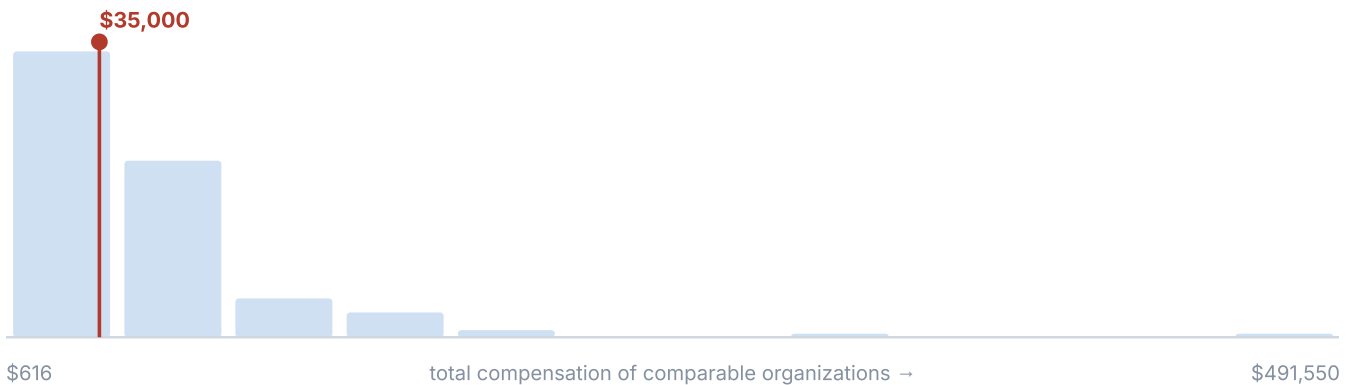 $35,000
$616 total compensation of comparable organizations → $491,550